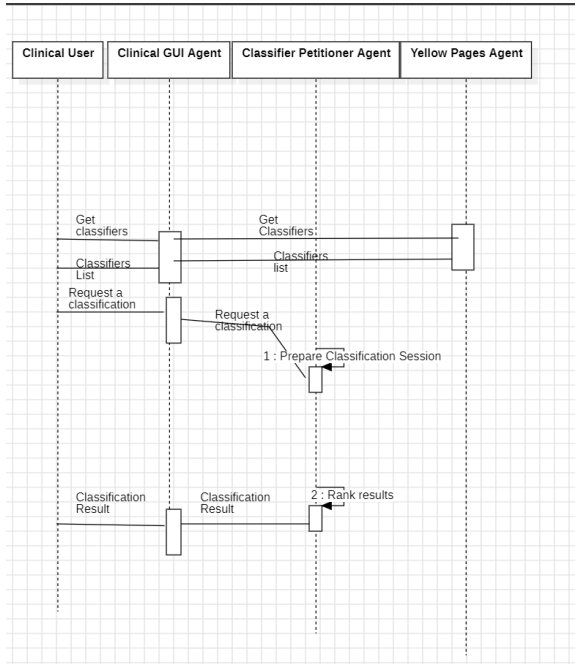 Clinical User
Clinical GUI Agent
Classifier Petitioner Agent
Yellow Pages Agent
Get
classifiers
Get
Classifiers
Classifiers
List
Classifiers
list
Request a
classification
Request a
classification
1 : Prepare Classification Session
2 : Rank results
Classification
Result
Classification
Result